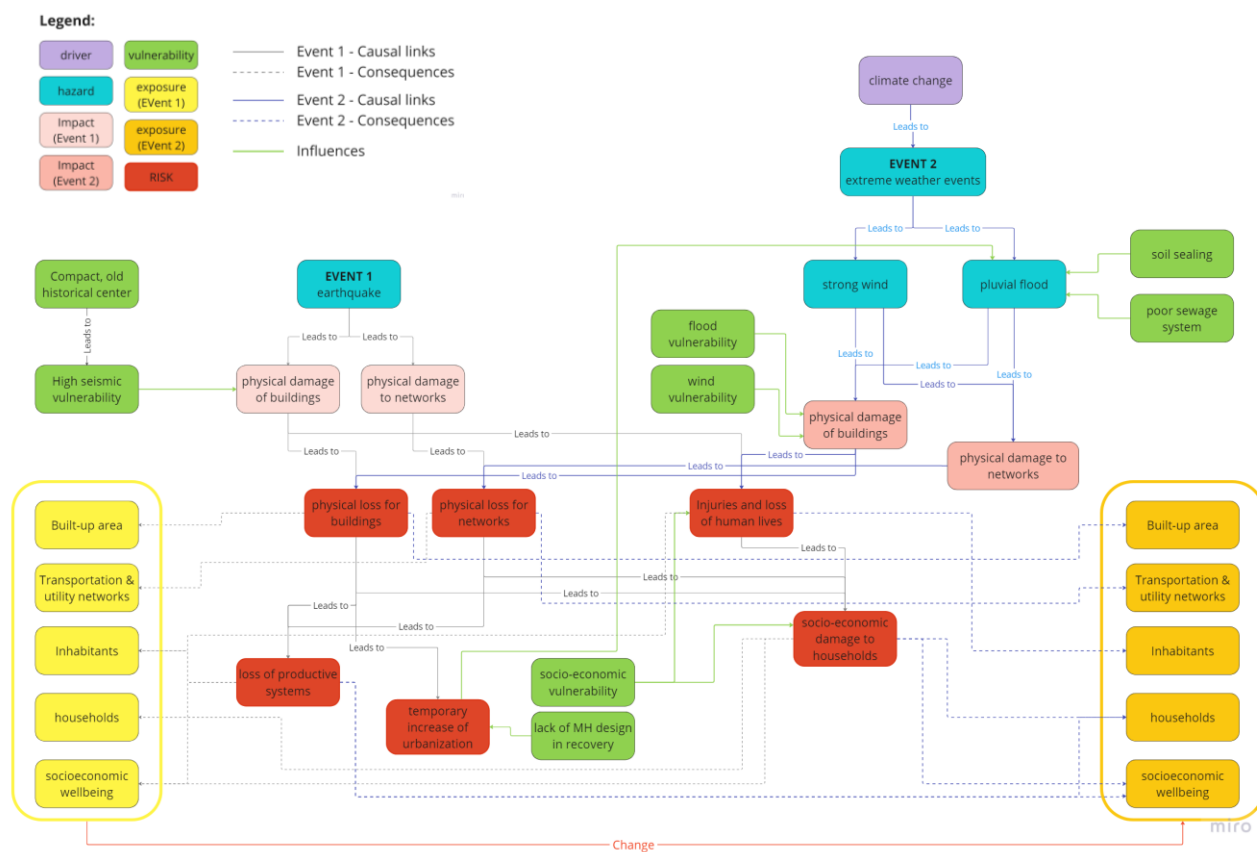 Legend:
driver
vulnerability
hazard
exposure
(EVent 1)
Impact
(Event 1)
exposure
(EVent 2)
Impact
(Event 2)
RISK
Event 1 - Causal links
Event 1 - Consequences
Event 2 - Causal links
Event 2 - Consequences
Influences
miro
climate change
Leads to
EVENT 2
extreme weather events
Leads to
Leads to
Compact, old
historical center
EVENT 1
earthquake
strong wind
pluvial flood
soil sealing
poor sewage
system
Leads to
Leads to
Leads to
flood
vulnerability
wind
vulnerability
Leads to
Leads to
Leads to
Leads to
High seismic
vulnerability
physical damage
of buildings
physical damage
to networks
physical damage
of buildings
physical damage to
networks
Leads to
Leads to
Leads to
Leads to
Leads to
physical loss for
buildings
physical loss for
networks
Injuries and loss
of human lives
Built-up area
Transportation &
utility networks
Inhabitants
households
socioeconomic
wellbeing
Leads to
Leads to
Leads to
Leads to
Leads to
Leads to
loss of productive
systems
temporary
increase of
urbanization
socio-economic
vulnerability
lack of MH design
in recovery
socio-economic
damage to
households
Built-up area
Transportation &
utility networks
Inhabitants
households
socioeconomic
wellbeing
Change
miro